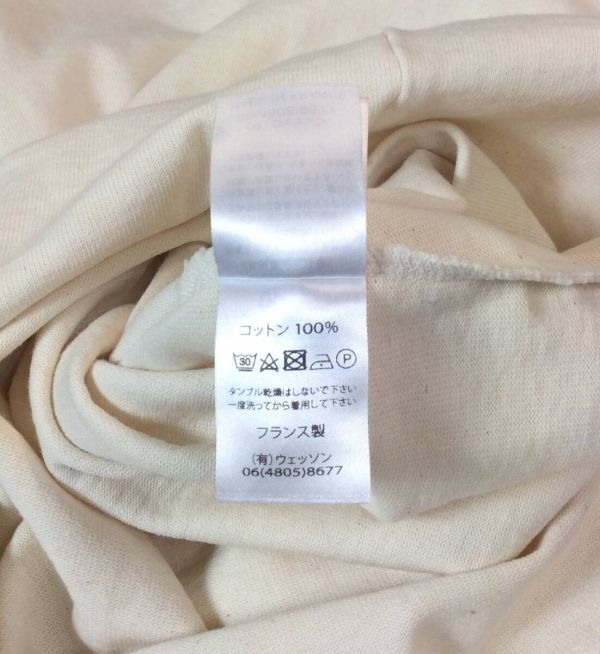 コットン 100%
30 P
タンブル乾燥はしないで下さい
一度洗ってから着用して下さい
フランス製
(有)ウェッソン
06(4805)8677